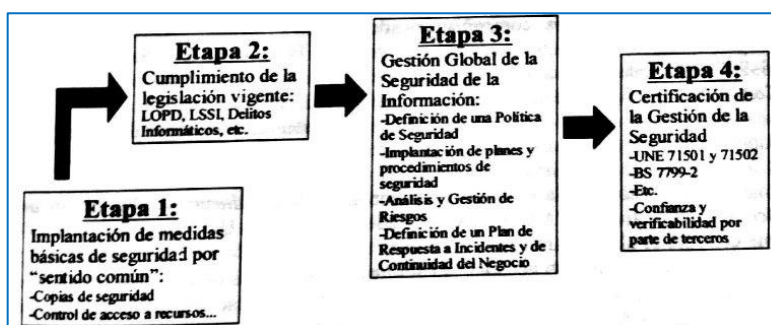 Etapa 1:
Implantación de medidas
básicas de seguridad por
“sentido común”:
-Copias de seguridad
-Control de acceso a recursos...
Etapa 2:
Cumplimiento de la
legislación vigente:
LOPD, LSSI, Delitos
Informáticos, etc.
Etapa 3:
Gestión Global de la
Seguridad de la
Información:
-Definición de una Política
de Seguridad
-Implantación de planes y
procedimientos de
seguridad
-Análisis y Gestión de
Riesgos
-Definición de un Plan de
Respuesta a Incidentes y de
Continuidad del Negocio
Etapa 4:
Certificación de
la Gestión de la
Seguridad
-UNE 71501 y 71502
-BS 7799-2
-Etc.
-Confianza y
verificabilidad por
parte de terceros